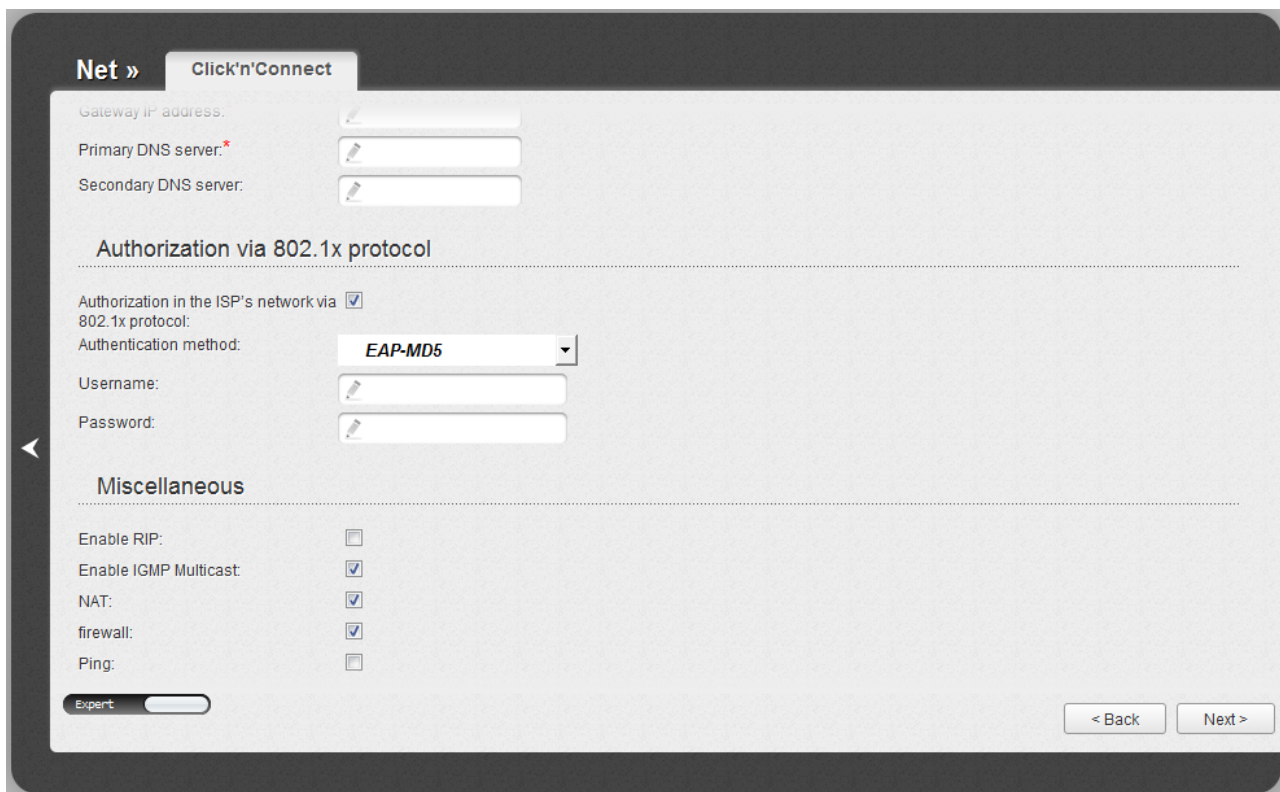 Net »
Click'n'Connect
Gateway IP address:
Primary DNS server:*
Secondary DNS server:
Authorization via 802.1x protocol
Authorization in the ISP's network via
802.1x protocol:
Authentication method:
EAP-MD5
Username:
Password:
Miscellaneous
Enable RIP:
Enable IGMP Multicast:
NAT:
firewall:
Ping:
Expert
< Back
Next >